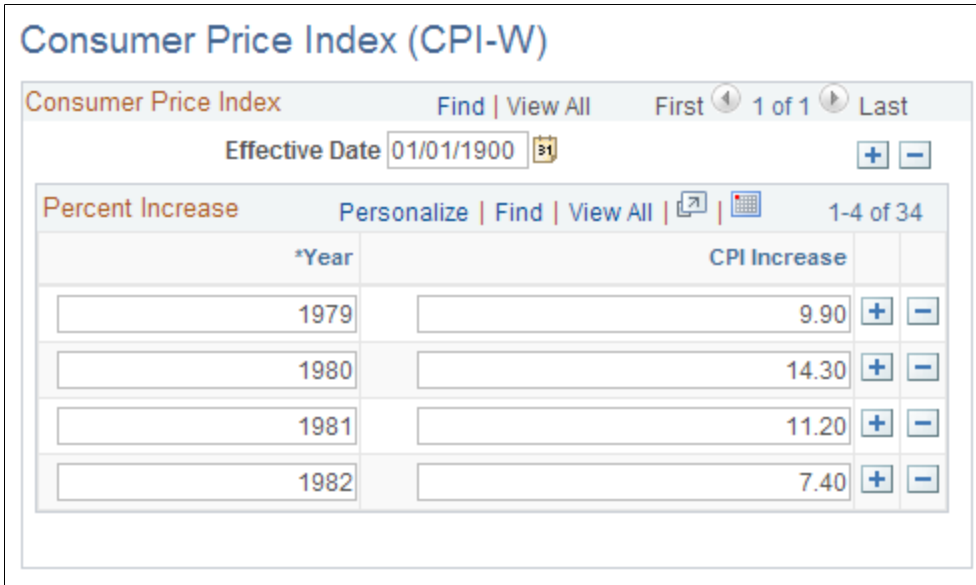 Consumer Price Index (CPI-W)
Consumer Price Index Find | View All First 1 of 1 Last
Effective Date 01/01/1900 31
Percent Increase Personalize | Find | View All | | 1-4 of 34
*Year CPI Increase
1979 9.90
1980 14.30
1981 11.20
1982 7.40